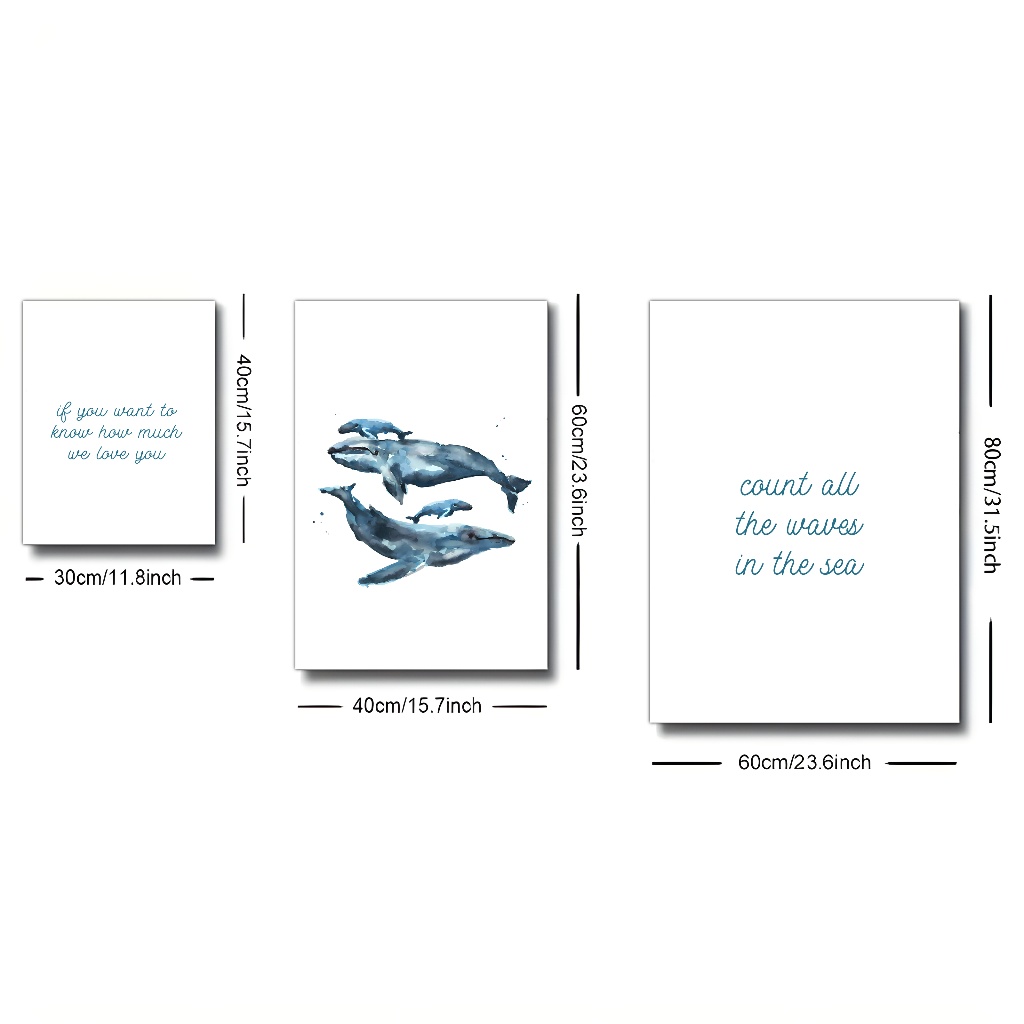 if you want to
know how much
we love you
40cm/15.7inch
30cm/11.8inch
60cm/23.6inch
40cm/15.7inch
count all
the waves
in the sea
80cm/31.5inch
60cm/23.6inch